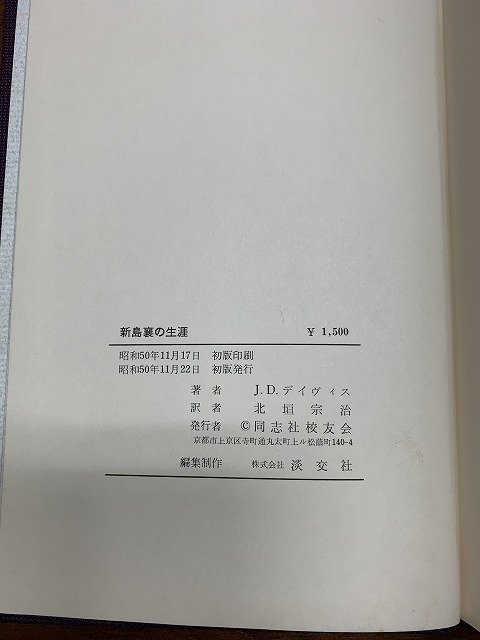 新島襄の生涯 ¥ 1,500
昭和50年11月17日 初版印刷
昭和50年11月22日 初版発行
著者 J.D.デイヴィス
訳者 北垣宗治
発行者 ©同志社校友会
京都市上京区寺町通丸太町上ル松蔭町140-4
編集制作 株式会社 淡交社